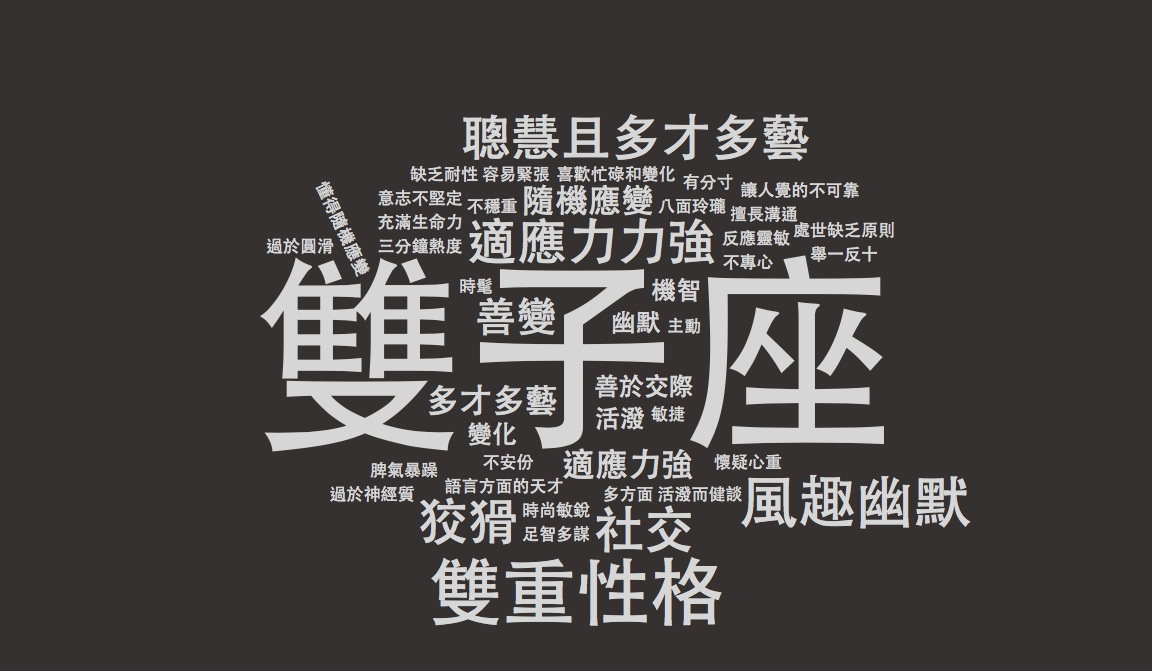 聰慧且多才多藝
缺乏耐性 容易緊張 喜歡忙碌和變化
有分寸
讓人覺的不可靠
懂得隨機應變
意志不堅定
不穩重
隨機應變
八面玲瓏
擅長溝通
充滿生命力
適應力力強
反應靈敏
處世缺乏原則
過於圓滑
三分鐘熱度
不專心
舉一反十
雙子座
時髦
機智
善變
幽默
主動
多才多藝
善於交際
活潑
敏捷
變化
脾氣暴躁
不安份
適應力強
懷疑心重
過於神經質
語言方面的天才
多方面
活潑而健談
風趣幽默
狡猾
時尚敏銳
足智多謀
社交
雙重性格